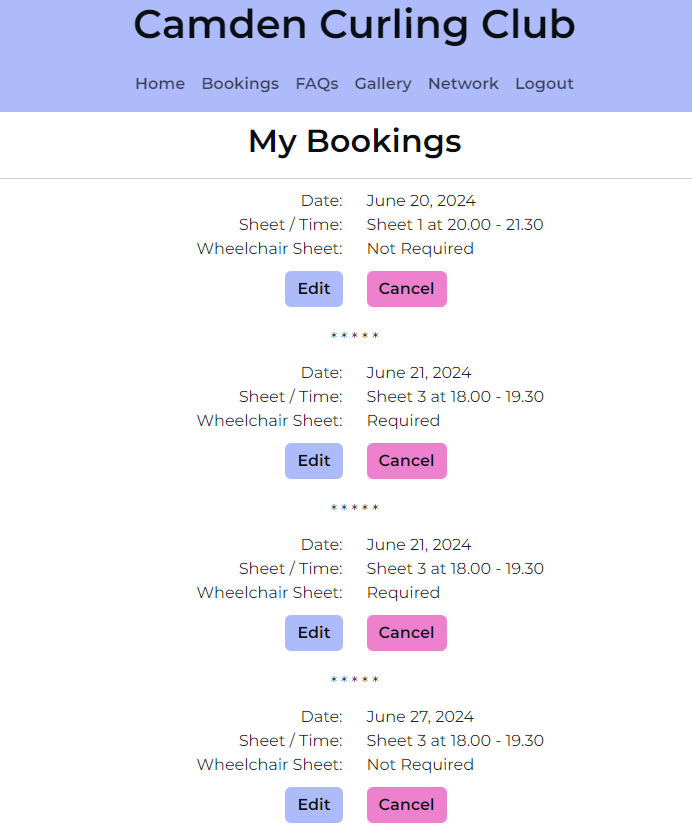 Camden Curling Club
Home Bookings FAQs Gallery Network Logout
My Bookings
Date: June 20, 2024
Sheet / Time: Sheet 1 at 20.00 - 21.30
Wheelchair Sheet: Not Required
Edit Cancel
* * * * *
Date: June 21, 2024
Sheet / Time: Sheet 3 at 18.00 - 19.30
Wheelchair Sheet: Required
Edit Cancel
* * * * *
Date: June 21, 2024
Sheet / Time: Sheet 3 at 18.00 - 19.30
Wheelchair Sheet: Required
Edit Cancel
* * * * *
Date: June 27, 2024
Sheet / Time: Sheet 3 at 18.00 - 19.30
Wheelchair Sheet: Not Required
Edit Cancel